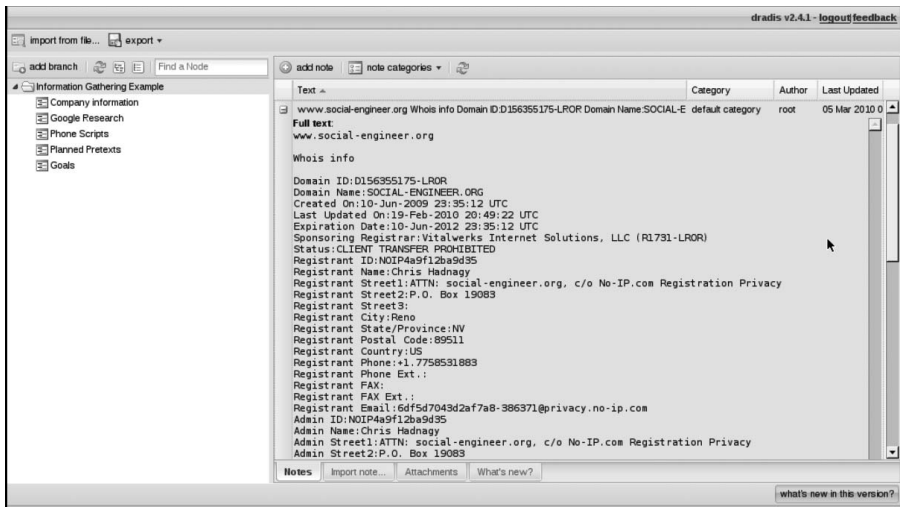 dradis v2.4.1 - logout feedback
import from file... export
add branch Find a Node
Information Gathering Example
Company information
Google Research
Phone Scripts
Planned Pretexts
Goals
add note note categories
Text Category Author Last Updated
www.social-engineer.org Whois info Domain ID:D156355175-LROR Domain Name:SOCIAL-E default category root 05 Mar 2010 0
Full text:
www.social-engineer.org
Whois info
Domain ID:D156355175-LROR
Domain Name:SOCIAL-ENGINEER.ORG
Created On:10-Jun-2009 23:35:12 UTC
Last Updated On:19-Feb-2010 20:49:22 UTC
Expiration Date:10-Jun-2012 23:35:12 UTC
Sponsoring Registrar:Vitalwerks Internet Solutions, LLC (R1731-LROR)
Status:CLIENT TRANSFER PROHIBITED
Registrant ID:NOIP4a9f12ba9d35
Registrant Name:Chris Hadnagy
Registrant Street1:ATTN: social-engineer.org, c/o No-IP.com Registration Privacy
Registrant Street2:P.O. Box 19083
Registrant Street3:
Registrant City:Reno
Registrant State/Province:NV
Registrant Postal Code:89511
Registrant Country:US
Registrant Phone:+1.7758531883
Registrant Phone Ext.:
Registrant FAX:
Registrant FAX Ext.:
Registrant Email:6df5d7043d2af7a8-386371@privacy.no-ip.com
Admin ID:NOIP4a9f12ba9d35
Admin Name:Chris Hadnagy
Admin Street1:ATTN: social-engineer.org, c/o No-IP.com Registration Privacy
Admin Street2:P.O. Box 19083
Notes Import note... Attachments What's new?
what's new in this version?